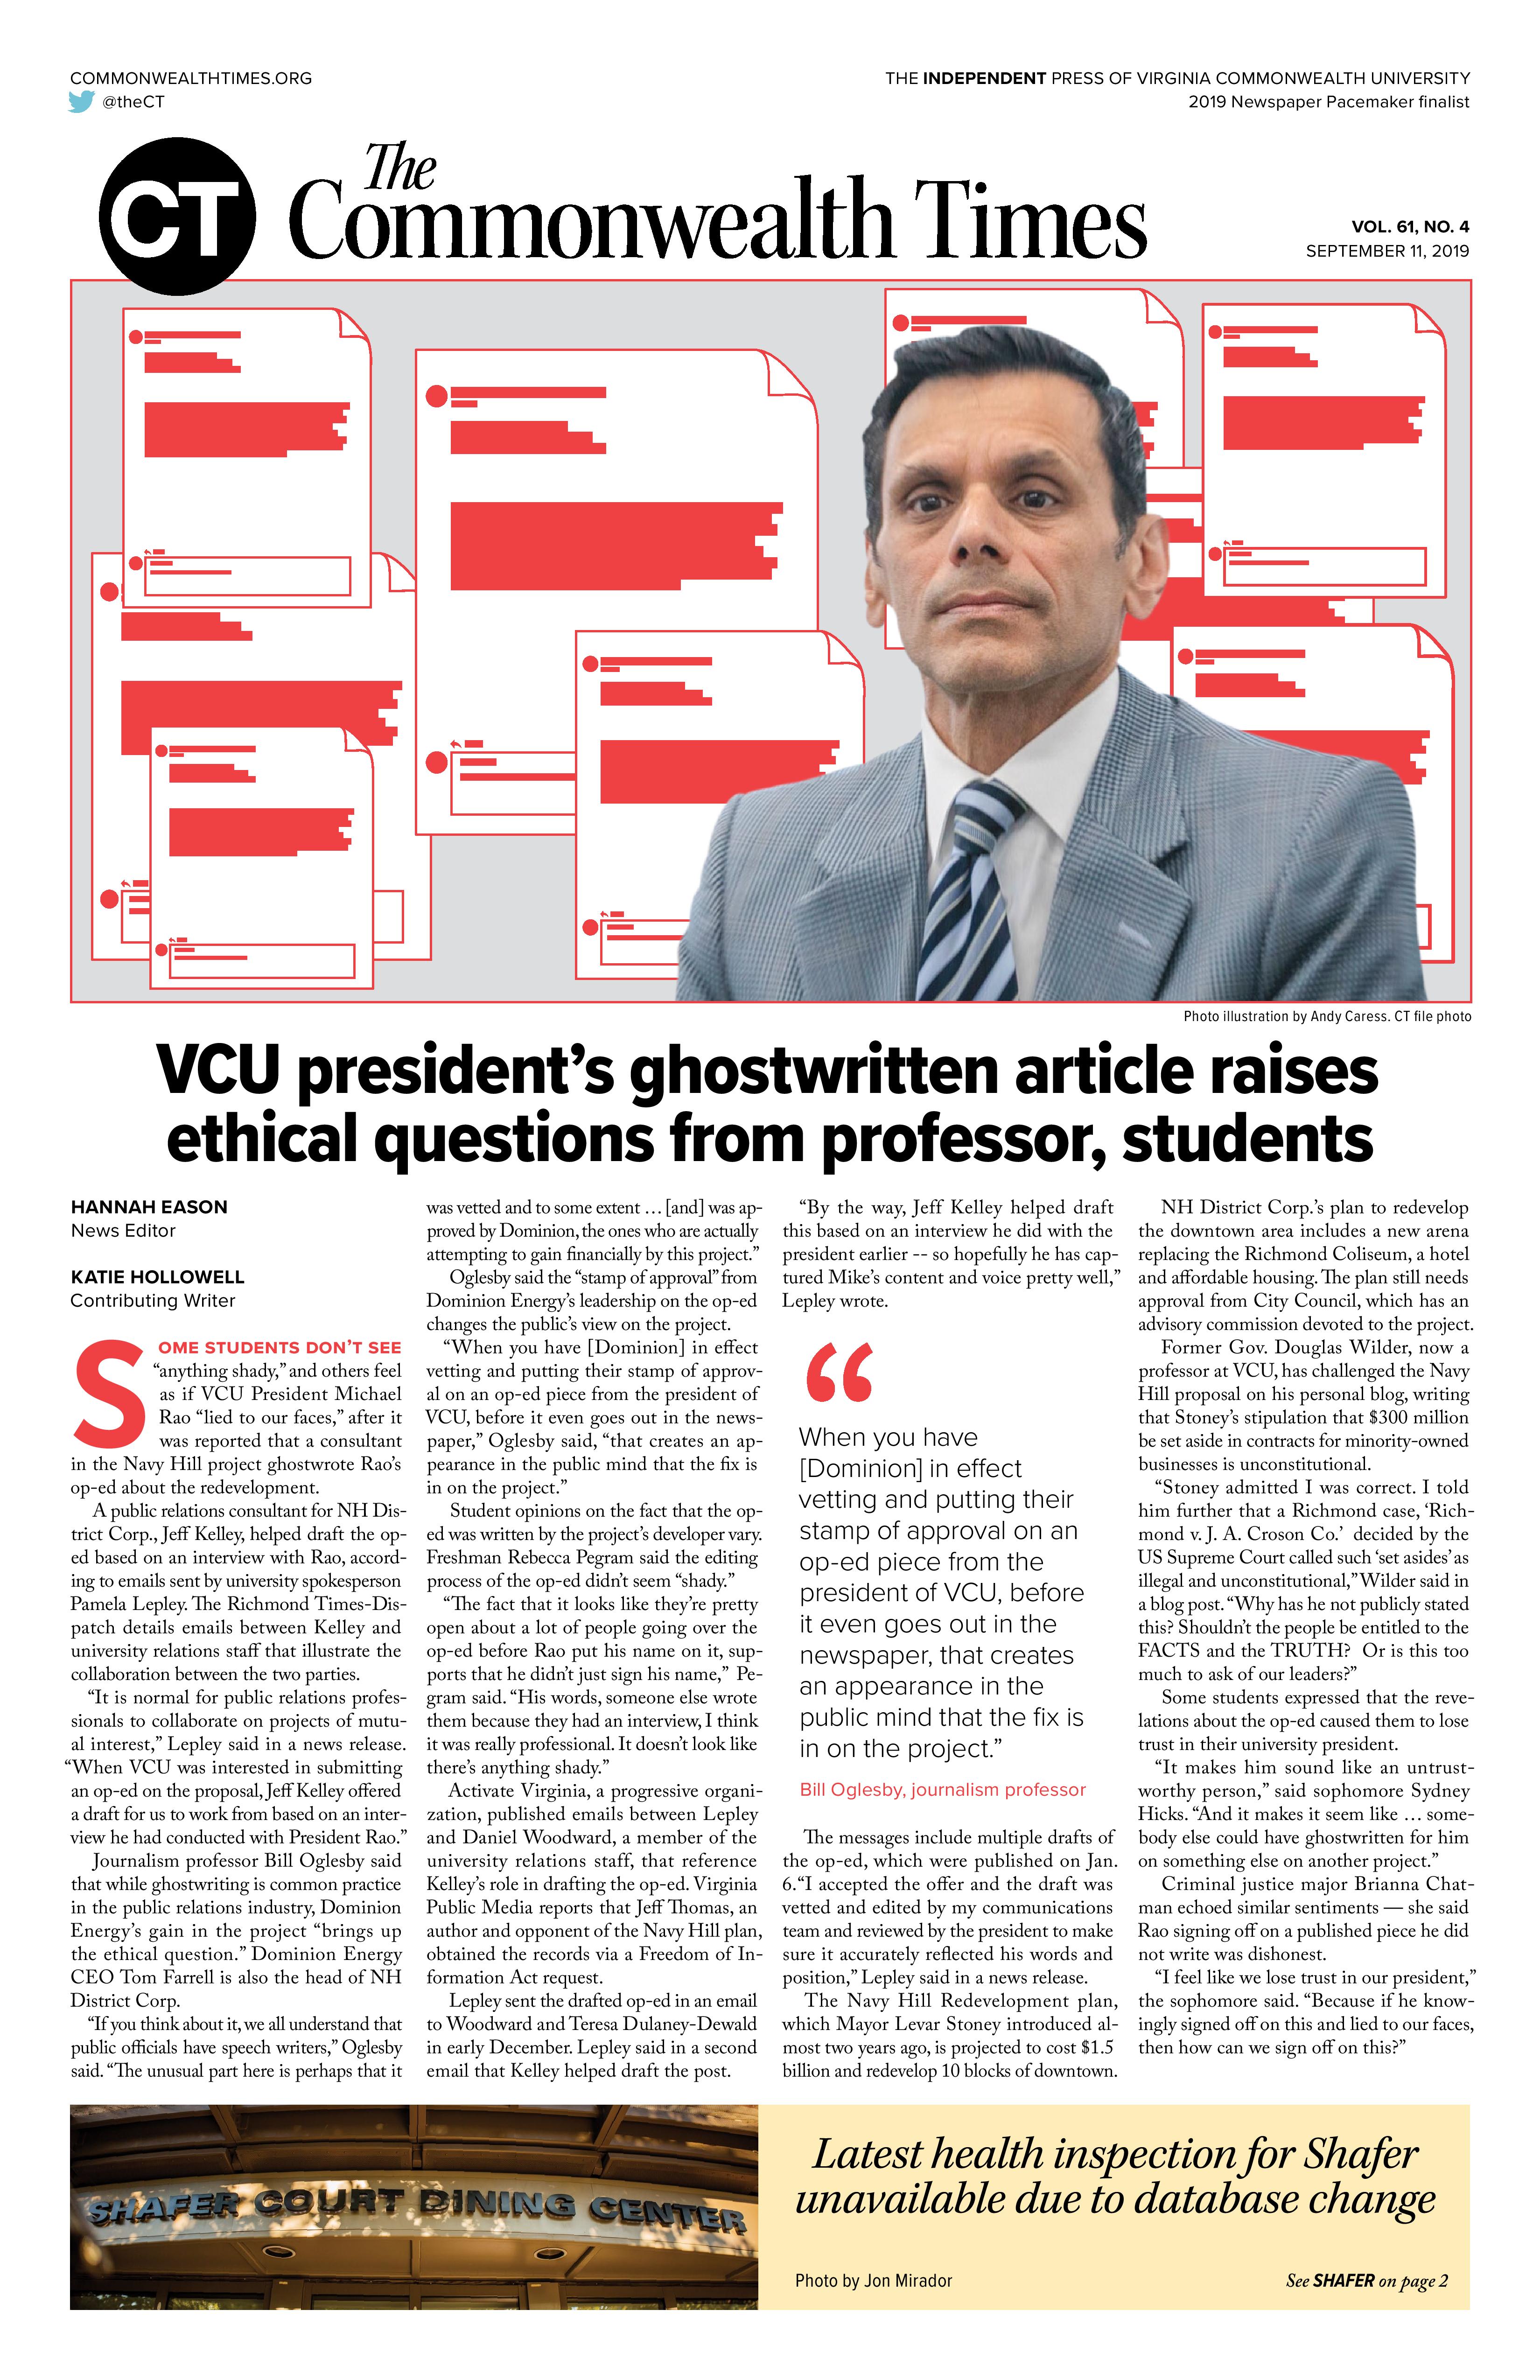 COMMONWEALTHTIMES.ORG
@theCT
THE INDEPENDENT PRESS OF VIRGINIA COMMONWEALTH UNIVERSITY
2019 Newspaper Pacemaker finalist
CT
The
Commonwealth Times
VOL. 61, NO. 4
SEPTEMBER 11, 2019
Photo illustration by Andy Caress. CT file photo
VCU president’s ghostwritten article raises
ethical questions from professor, students
HANNAH EASON
News Editor
KATIE HOLLOWELL
Contributing Writer
SOME STUDENTS DON’T SEE
“anything shady,” and others feel
as if VCU President Michael
Rao “lied to our faces,” after it
was reported that a consultant
in the Navy Hill project ghostwrote Rao’s
op-ed about the redevelopment.
A public relations consultant for NH Dis-
trict Corp., Jeff Kelley, helped draft the op-
ed based on an interview with Rao, accord-
ing to emails sent by university spokesperson
Pamela Lepley. The Richmond Times-Dis-
patch details emails between Kelley and
university relations staff that illustrate the
collaboration between the two parties.
“It is normal for public relations profes-
sionals to collaborate on projects of mutu-
al interest,” Lepley said in a news release.
“When VCU was interested in submitting
an op-ed on the proposal, Jeff Kelley offered
a draft for us to work from based on an inter-
view he had conducted with President Rao.”
Journalism professor Bill Oglesby said
that while ghostwriting is common practice
in the public relations industry, Dominion
Energy’s gain in the project “brings up
the ethical question.” Dominion Energy
CEO Tom Farrell is also the head of NH
District Corp.
“If you think about it, we all understand that
public officials have speech writers,” Oglesby
said. “The unusual part here is perhaps that it
was vetted and to some extent … [and] was ap-
proved by Dominion, the ones who are actually
attempting to gain financially by this project.”
Oglesby said the “stamp of approval” from
Dominion Energy’s leadership on the op-ed
changes the public’s view on the project.
“When you have [Dominion] in effect
vetting and putting their stamp of approv-
al on an op-ed piece from the president of
VCU, before it even goes out in the news-
paper,” Oglesby said, “that creates an ap-
pearance in the public mind that the fix is
in on the project.”
Student opinions on the fact that the op-
ed was written by the project’s developer vary.
Freshman Rebecca Pegram said the editing
process of the op-ed didn’t seem “shady.”
“The fact that it looks like they’re pretty
open about a lot of people going over the
op-ed before Rao put his name on it, sup-
ports that he didn’t just sign his name,” Pe-
gram said. “His words, someone else wrote
them because they had an interview, I think
it was really professional. It doesn’t look like
there’s anything shady.”
Activate Virginia, a progressive organi-
zation, published emails between Lepley
and Daniel Woodward, a member of the
university relations staff, that reference
Kelley’s role in drafting the op-ed. Virginia
Public Media reports that Jeff Thomas, an
author and opponent of the Navy Hill plan,
obtained the records via a Freedom of In-
formation Act request.
Lepley sent the drafted op-ed in an email
to Woodward and Teresa Dulaney-Dewald
in early December. Lepley said in a second
email that Kelley helped draft the post.
“By the way, Jeff Kelley helped draft
this based on an interview he did with the
president earlier -- so hopefully he has cap-
tured Mike’s content and voice pretty well,”
Lepley wrote.
“
When you have
[Dominion] in effect
vetting and putting their
stamp of approval on an
op-ed piece from the
president of VCU, before
it even goes out in the
newspaper, that creates
an appearance in the
public mind that the fix is
in on the project.”
Bill Oglesby, journalism professor
The messages include multiple drafts of
the op-ed, which were published on Jan.
6. “I accepted the offer and the draft was
vetted and edited by my communications
team and reviewed by the president to make
sure it accurately reflected his words and
position,” Lepley said in a news release.
The Navy Hill Redevelopment plan,
which Mayor Levar Stoney introduced al-
most two years ago, is projected to cost $1.5
billion and redevelop 10 blocks of downtown.
NH District Corp.’s plan to redevelop
the downtown area includes a new arena
replacing the Richmond Coliseum, a hotel
and affordable housing. The plan still needs
approval from City Council, which has an
advisory commission devoted to the project.
Former Gov. Douglas Wilder, now a
professor at VCU, has challenged the Navy
Hill proposal on his personal blog, writing
that Stoney’s stipulation that $300 million
be set aside in contracts for minority-owned
businesses is unconstitutional.
“Stoney admitted I was correct. I told
him further that a Richmond case, ‘Rich-
mond v. J. A. Croson Co.’ decided by the
US Supreme Court called such ‘set asides’ as
illegal and unconstitutional,” Wilder said in
a blog post. “Why has he not publicly stated
this? Shouldn’t the people be entitled to the
FACTS and the TRUTH? Or is this too
much to ask of our leaders?”
Some students expressed that the reve-
lations about the op-ed caused them to lose
trust in their university president.
“It makes him sound like an untrust-
worthy person,” said sophomore Sydney
Hicks. “And it makes it seem like … some-
body else could have ghostwritten for him
on something else on another project.”
Criminal justice major Brianna Chat-
man echoed similar sentiments — she said
Rao signing off on a published piece he did
not write was dishonest.
“I feel like we lose trust in our president,”
the sophomore said. “Because if he know-
ingly signed off on this and lied to our faces,
then how can we sign off on this?”
SHAFER COURT DINING CENTER
Latest health inspection for Shafer
unavailable due to database change
Photo by Jon Mirador
See SHAFER on page 2